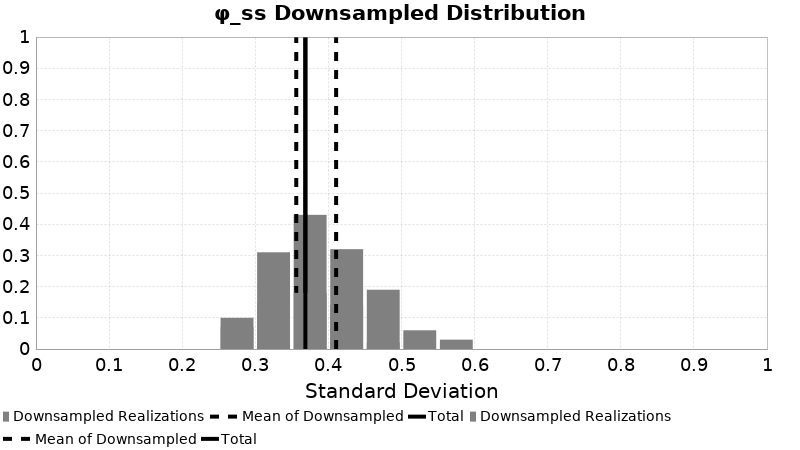 φ_ss Downsampled Distribution
1
0.9
0.8
0.7
0.6
0.5
0.4
0.3
0.2
0.1
0
0 0.1 0.2 0.3 0.4 0.5 0.6 0.7 0.8 0.9 1
Standard Deviation
Downsampled Realizations Mean of Downsampled Total Downsampled Realizations
Mean of Downsampled Total